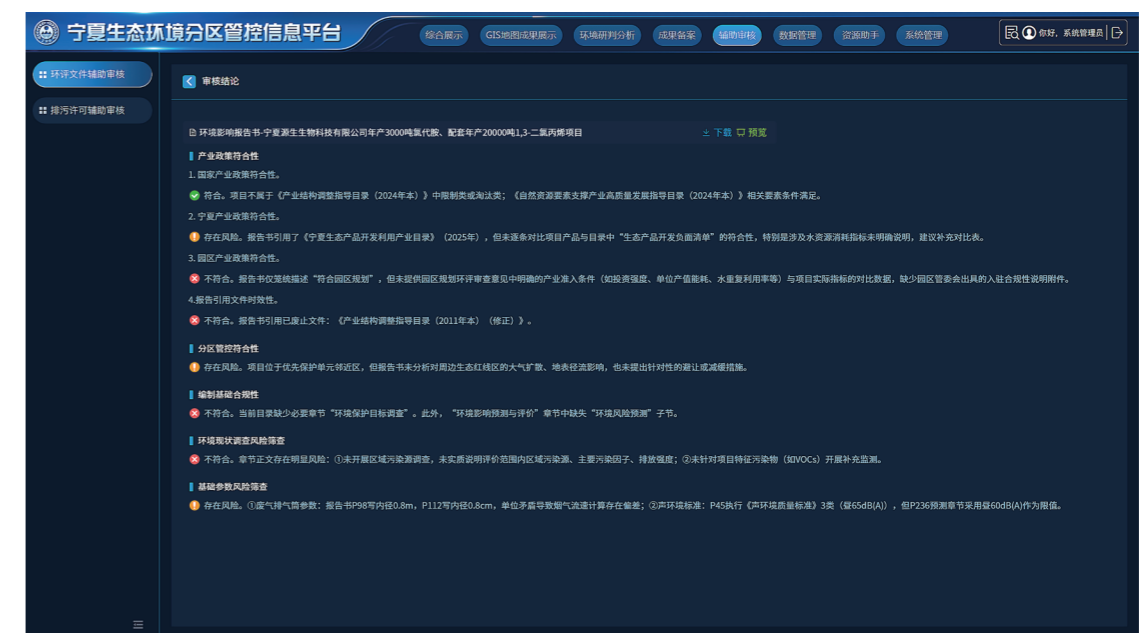 宁夏生态环境分区管控信息平台
综合展示 GIS地图成果展示 环境研判分析 成果备案 辅助审核 数据管理 资源助手 系统管理
你好，系统管理员
环评文件辅助审核
排污许可辅助审核
审核结论
环境影响报告书-宁夏源生生物科技有限公司年产3000吨氯代胺、配套年产20000吨1,3-二氯丙烯项目 下载 预览
产业政策符合性
1.国家产业政策符合性。
符合。项目不属于《产业结构调整指导目录（2024年本）》中限制类或淘汰类；《自然资源要素支撑产业高质量发展指导目录（2024年本）》相关要素条件满足。
2.宁夏产业政策符合性。
存在风险。报告书引用了《宁夏生态产品开发利用产业目录》（2025年），但未逐条对比项目产品与目录中“生态产品开发负面清单”的符合性，特别是涉及水资源消耗指标未明确说明，建议补充对比表。
3.园区产业政策符合性。
不符合。报告书仅笼统描述“符合园区规划”，但未提供园区规划环评审查意见中明确的产业准入条件（如投资强度、单位产值能耗、水重复利用率等）与项目实际指标的对比数据，缺少园区管委会出具的入驻合规性说明附件。
4.报告引用文件时效性。
不符合。报告书引用已废止文件：《产业结构调整指导目录（2011年本）（修正）》。
分区管控符合性
存在风险。项目位于优先保护单元邻近区，但报告书未分析对周边生态红线区的大气扩散、地表径流影响，也未提出针对性的避让或减缓措施。
编制基础合规性
不符合。当前目录缺少必要章节“环境保护目标调查”。此外，“环境影响预测与评价”章节中缺失“环境风险预测”子节。
环境现状调查风险筛查
不符合。章节正文存在明显风险：①未开展区域污染源调查，未实质说明评价范围内区域污染源、主要污染因子、排放强度；②未针对项目特征污染物（如VOCs）开展补充监测。
基础参数风险筛查
存在风险。①废气排气筒参数：报告书P98写内径0.8m，P112写内径0.8cm，单位矛盾导致烟气流速计算存在偏差；②声环境标准：P45执行《声环境质量标准》3类（昼65dB(A)），但P236预测章节采用昼60dB(A)作为限值。